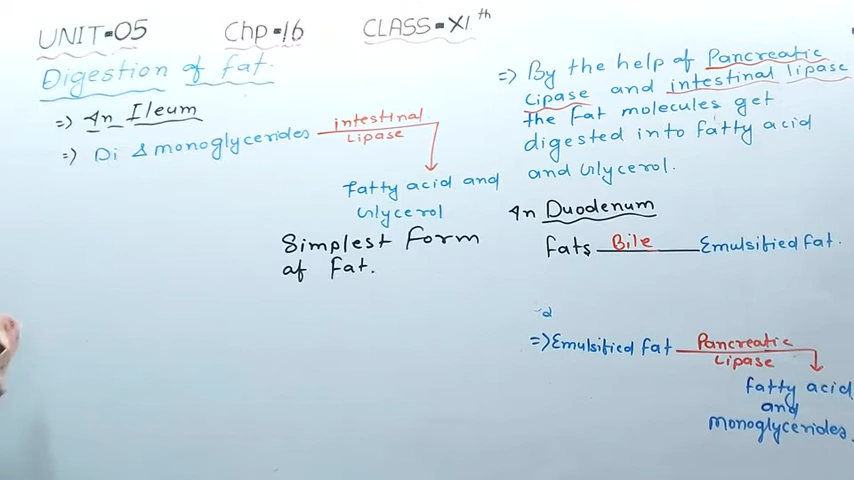 UNIT=05 Chp=16 CLASS=XIth
Digestion of fat.
=> In Ileum
=> Di & monoglycerides intestinal Lipase
Fatty acid and
Glycerol
Simplest Form
of Fat.
=> By the help of Pancreatic
Lipase and intestinal lipase
the Fat molecules get
digested into fatty acid
and Glycerol.
In Duodenum
Fats Bile Emulsified fat.
=> Emulsified fat Pancreatic Lipase
fatty acid
and
monoglycerides.